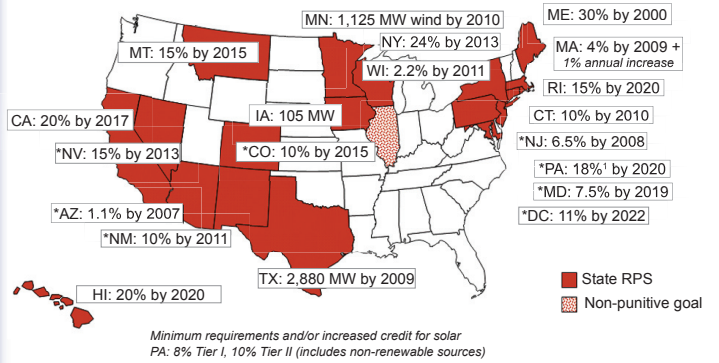 MN: 1,125 MW wind by 2010
ME: 30% by 2000
NY: 24% by 2013
MA: 4% by 2009 +
1% annual increase
MT: 15% by 2015
WI: 2.2% by 2011
RI: 15% by 2020
IA: 105 MW
CT: 10% by 2010
CA: 20% by 2017
*NJ: 6.5% by 2008
*NV: 15% by 2013
*CO: 10% by 2015
*PA: 18%¹ by 2020
*MD: 7.5% by 2019
*AZ: 1.1% by 2007
*DC: 11% by 2022
*NM: 10% by 2011
TX: 2,880 MW by 2009
State RPS
HI: 20% by 2020
Non-punitive goal
Minimum requirements and/or increased credit for solar
PA: 8% Tier I, 10% Tier II (includes non-renewable sources)